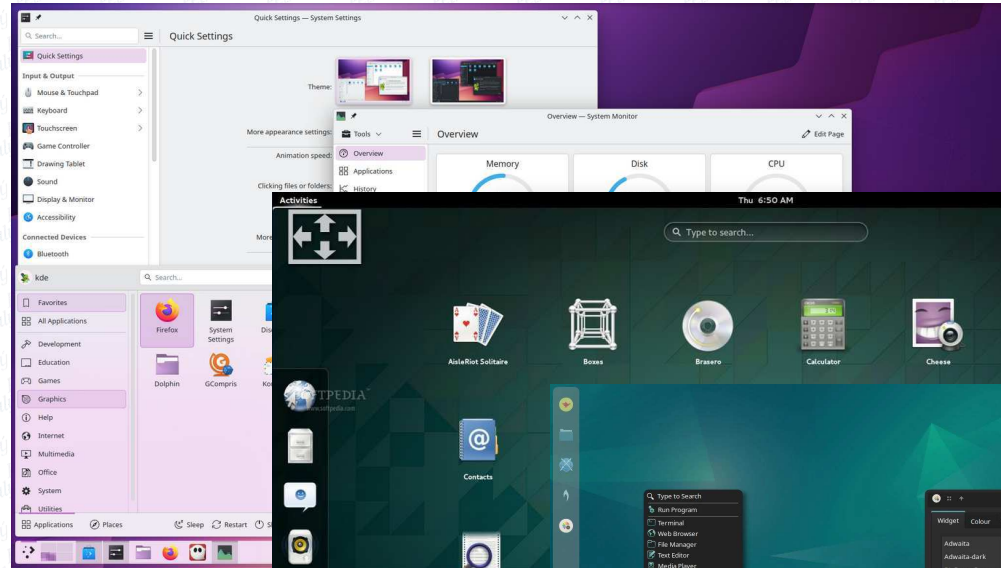 Quick Settings — System Settings
Search...
Quick Settings
Quick Settings
Input & Output
Mouse & Touchpad
Keyboard
Touchscreen
Game Controller
Drawing Tablet
Sound
Display & Monitor
Accessibility
Connected Devices
Bluetooth
Theme:
More appearance settings:
Animation speed:
Clicking files or folders:
More
Overview — System Monitor
Tools
Overview
Edit Page
Overview
Applications
History
Memory
Disk
CPU
kde
Search...
Favorites
All Applications
Development
Education
Games
Graphics
Help
Internet
Multimedia
Office
System
Utilities
Firefox
System
Settings
Dolphin
GCompris
Applications
Places
Sleep
Restart
Activities
Thu 6:50 AM
Type to search...
AisleRiot Solitaire
Boxes
Brasero
Calculator
Cheese
Contacts
SOFTPEDIA
www.softpedia.com
Type to Search
Run Program
Terminal
Web Browser
File Manager
Text Editor
Media Player
Widget
Colour
Adwaita
Adwaita-dark